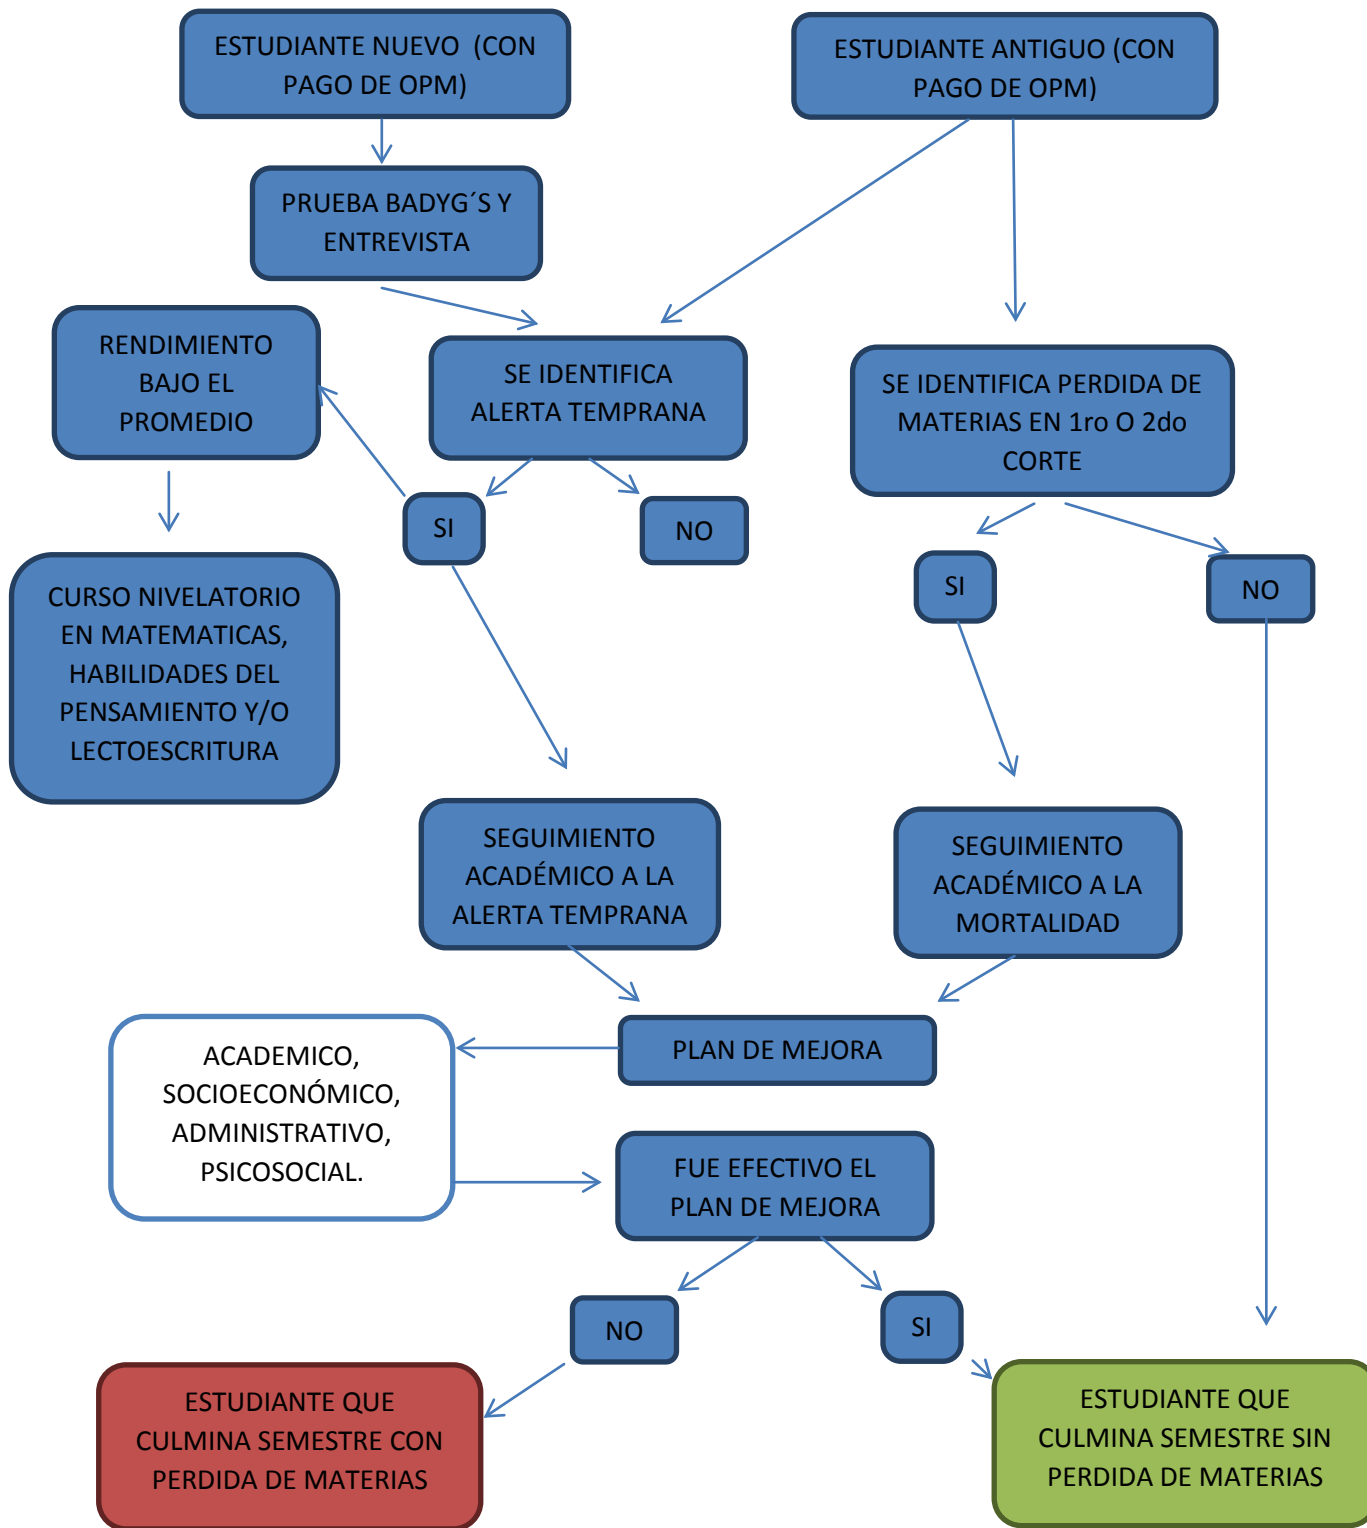 ESTUDIANTE NUEVO  (CON
PAGO DE OPM)
ESTUDIANTE ANTIGUO (CON
PAGO DE OPM)
PRUEBA BADYG´S Y
ENTREVISTA
RENDIMIENTO
BAJO EL
PROMEDIO
SE IDENTIFICA
ALERTA TEMPRANA
SE IDENTIFICA PERDIDA DE
MATERIAS EN 1ro O 2do
CORTE
SI
NO
SI
NO
CURSO NIVELATORIO
EN MATEMATICAS,
HABILIDADES DEL
PENSAMIENTO Y/O
LECTOESCRITURA
SEGUIMIENTO
ACADÉMICO A LA
ALERTA TEMPRANA
SEGUIMIENTO
ACADÉMICO A LA
MORTALIDAD
PLAN DE MEJORA
ACADEMICO,
SOCIOECONÓMICO,
ADMINISTRATIVO,
PSICOSOCIAL.
FUE EFECTIVO EL
PLAN DE MEJORA
NO
SI
ESTUDIANTE QUE
CULMINA SEMESTRE CON
PERDIDA DE MATERIAS
ESTUDIANTE QUE
CULMINA SEMESTRE SIN
PERDIDA DE MATERIAS